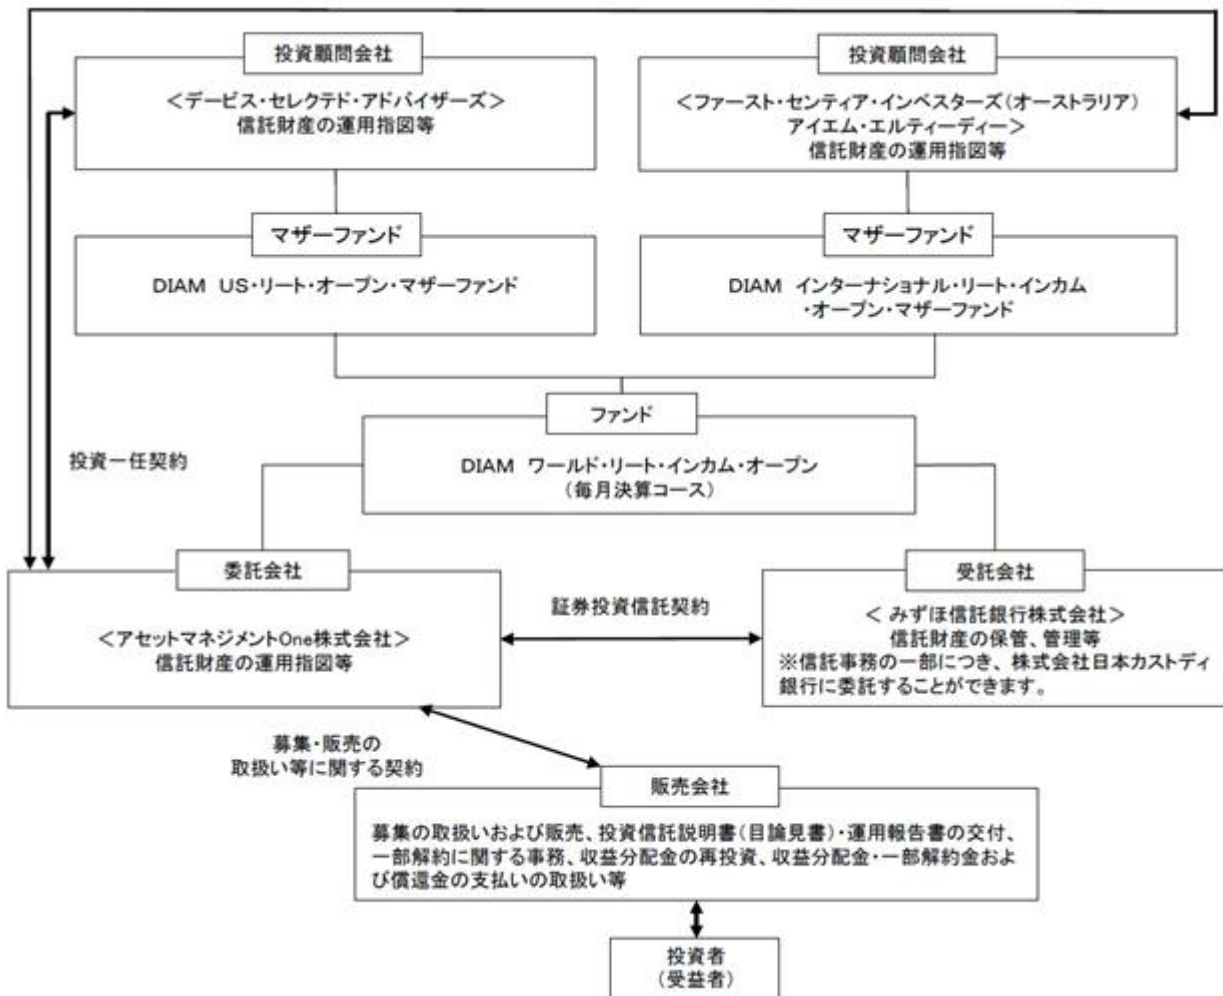 投資顧問会社
＜デービス・セレクテド・アドバイザーズ＞
信託財産の運用指図等
投資顧問会社
＜ファースト・センティア・インベスターズ（オーストラリア）
アイエム・エルティーディー＞
信託財産の運用指図等
マザーファンド
DIAM US・リート・オープン・マザーファンド
マザーファンド
DIAM インターナショナル・リート・インカム
・オープン・マザーファンド
ファンド
DIAM ワールド・リート・インカム・オープン
（毎月決算コース）
投資一任契約
委託会社
＜アセットマネジメントOne株式会社＞
信託財産の運用指図等
証券投資信託契約
受託会社
＜ みずほ信託銀行株式会社＞
信託財産の保管、管理等
※信託事務の一部につき、株式会社日本カストディ
銀行に委託することができます。
募集・販売の
取扱い等に関する契約
販売会社
募集の取扱いおよび販売、投資信託説明書（目論見書）・運用報告書の交付、
一部解約に関する事務、収益分配金の再投資、収益分配金・一部解約金およ
び償還金の支払いの取扱い等
投資者
（受益者）